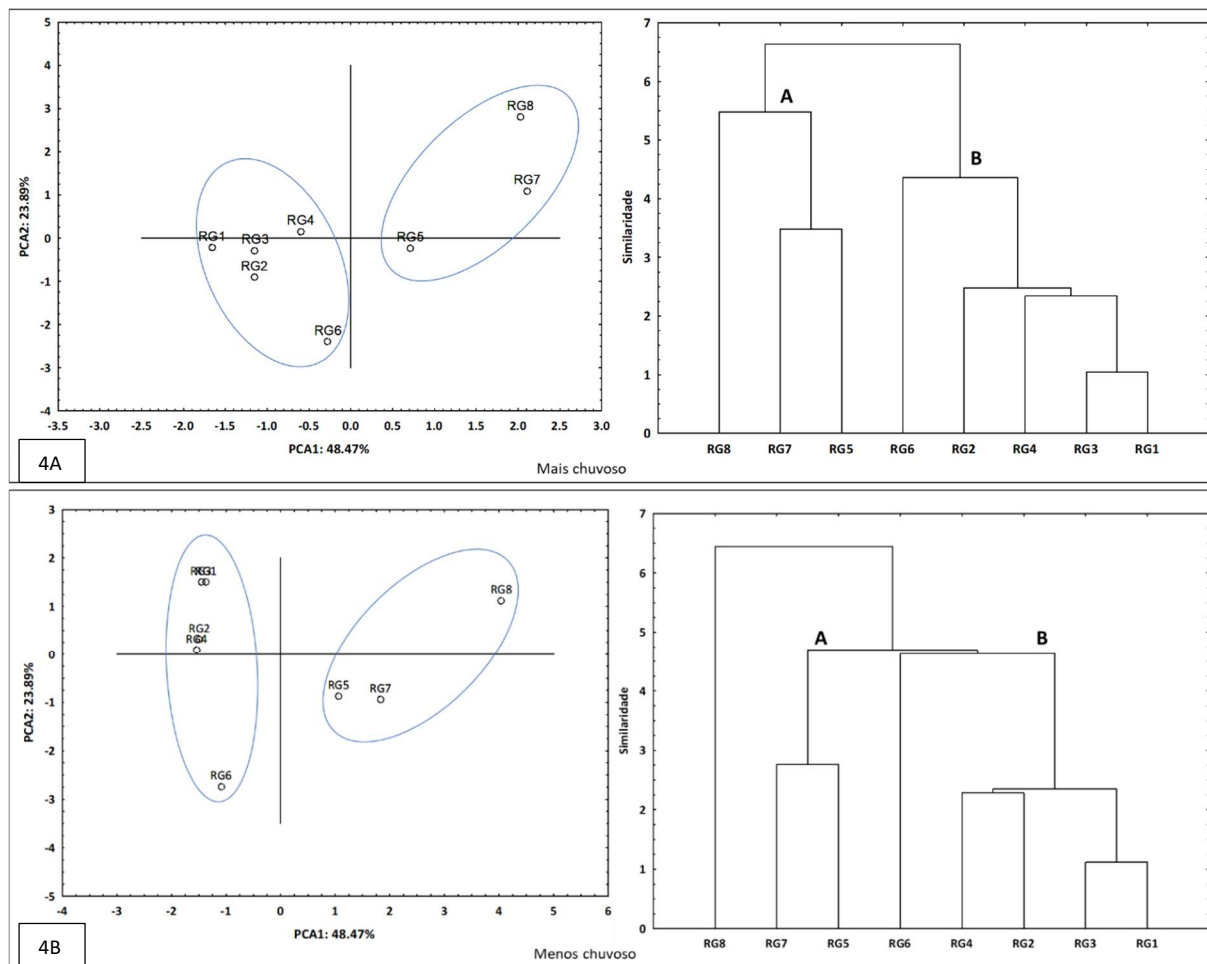 5
4
3
2
1
0
-1
-2
-3
-4
PCA2: 23.89%
RG8
RG7
RG4
RG1
RG3
RG5
RG2
RG6
-3.5 -3.0 -2.5 -2.0 -1.5 -1.0 -0.5 0.0 0.5 1.0 1.5 2.0 2.5 3.0
PCA1: 48.47%
7
6
5
4
3
2
1
0
Similaridade
A
B
RG8 RG7 RG5 RG6 RG2 RG4 RG3 RG1
4A
Mais chuvoso
3
2
1
0
-1
-2
-3
-4
-5
PCA2: 23.89%
RG3
RG1
RG8
RG2
RG4
RG5
RG7
RG6
-4 -3 -2 -1 0 1 2 3 4 5 6
PCA1: 48.47%
7
6
5
4
3
2
1
0
Similaridade
A
B
RG8 RG7 RG5 RG6 RG4 RG2 RG3 RG1
4B
Menos chuvoso